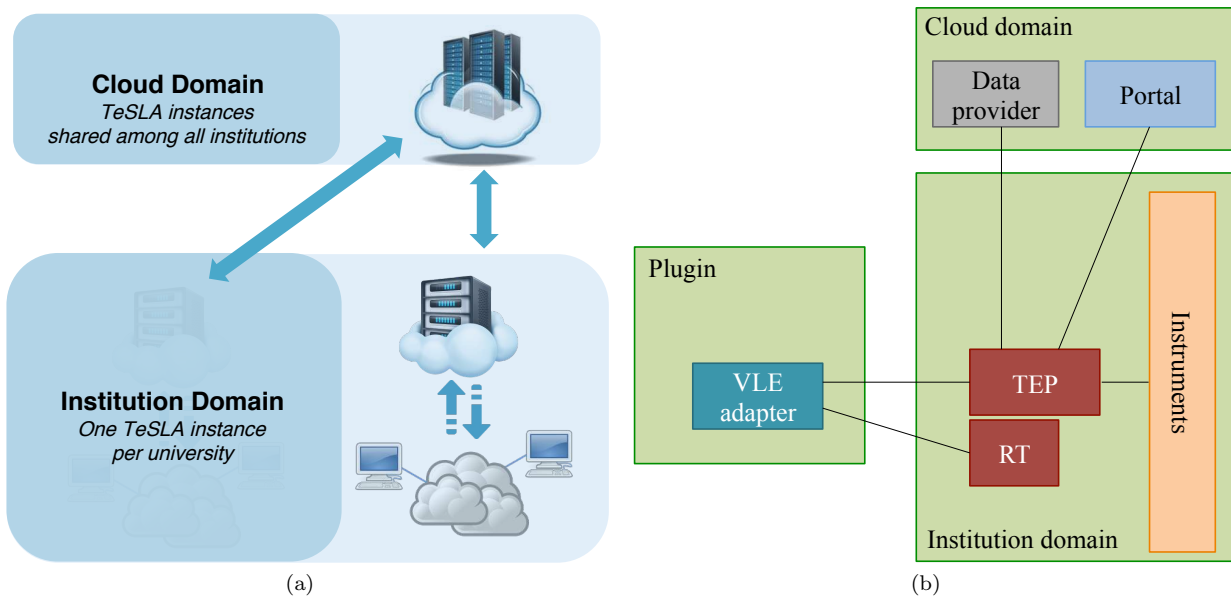 Cloud Domain
TeSLA instances
shared among all institutions
Institution Domain
One TeSLA instance
per university
(a)
Cloud domain
Data
provider
Portal
Plugin
VLE
adapter
TEP
RT
Instruments
Institution domain
(b)